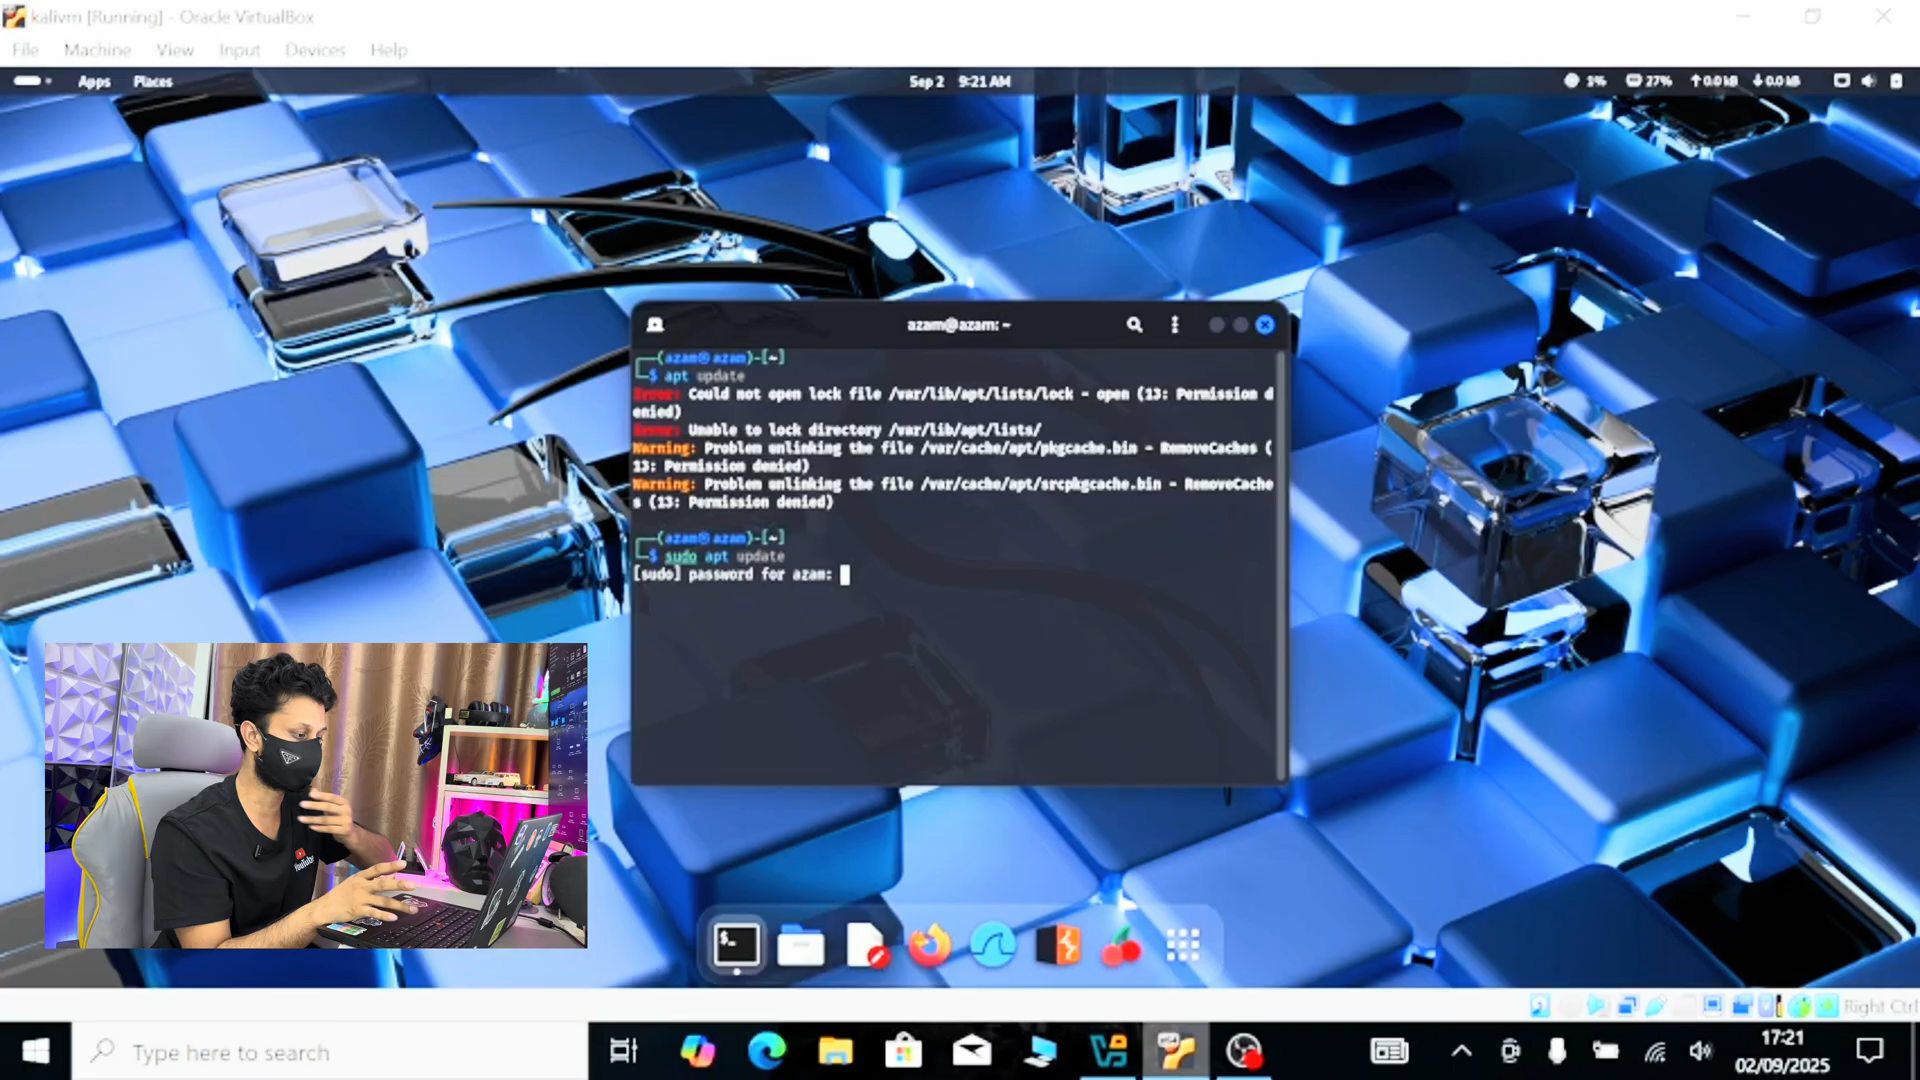 kalivm [Running] - Oracle VirtualBox
File Machine View Input Devices Help
Apps Places
Sep 2 9:21 AM
27%
azam@azam: ~
(azam㉿azam)-[~]
$ apt update
Error: Could not open lock file /var/lib/apt/lists/lock - open (13: Permission d
enied)
Error: Unable to lock directory /var/lib/apt/lists/
Warning: Problem unlinking the file /var/cache/apt/pkgcache.bin - RemoveCaches (
13: Permission denied)
Warning: Problem unlinking the file /var/cache/apt/srcpkgcache.bin - RemoveCache
s (13: Permission denied)
(azam㉿azam)-[~]
$ sudo apt update
[sudo] password for azam:
YouTube
Right Ctrl
Type here to search
17:21
02/09/2025